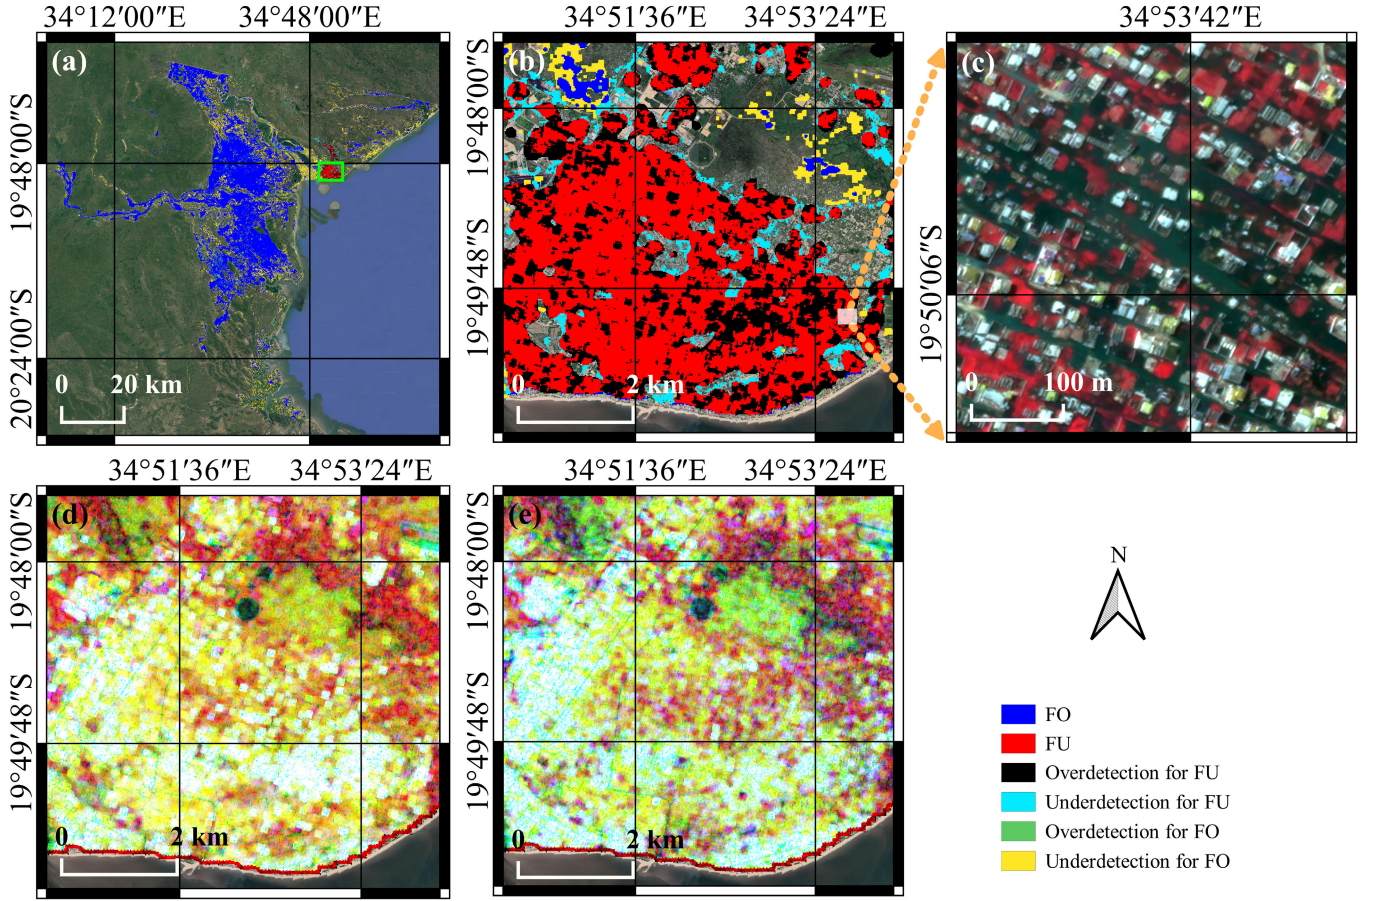 34°12′00″E 34°48′00″E
34°51′36″E 34°53′24″E
34°53′42″E
(a)
19°48′00″S
20°24′00″S
0 20 km
(b)
19°48′00″S
19°49′48″S
0 2 km
(c)
19°50′06″S
0 100 m
34°51′36″E 34°53′24″E
34°51′36″E 34°53′24″E
(d)
19°48′00″S
19°49′48″S
0 2 km
(e)
19°48′00″S
19°49′48″S
0 2 km
N
FO
FU
Overdetection for FU
Underdetection for FU
Overdetection for FO
Underdetection for FO